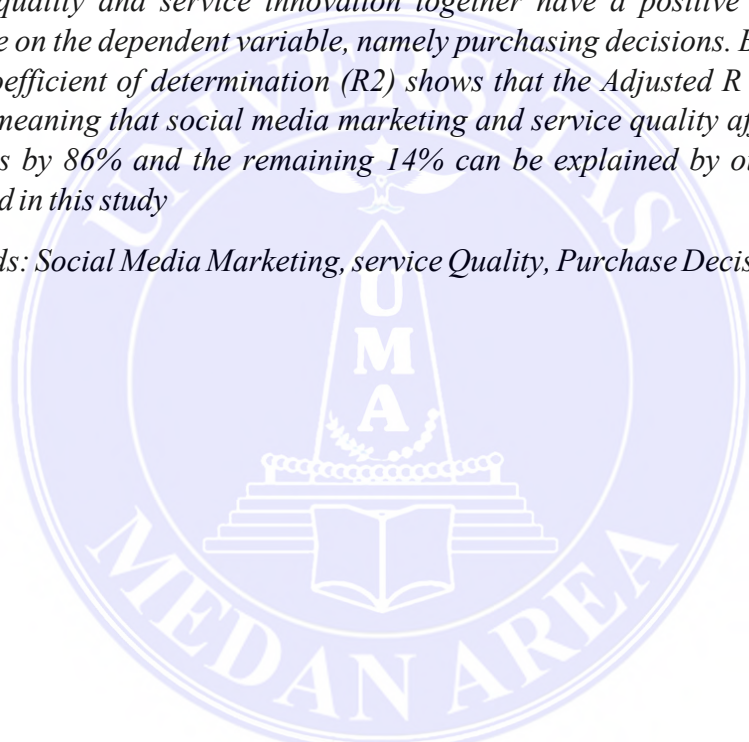 quality and service innovation together have a positive
e on the dependent variable, namely purchasing decisions.
oefficient of determination (R2) shows that the Adjusted R
meaning that social media marketing and service quality af
s by 86% and the remaining 14% can be explained by o
d in this study
ds: Social Media Marketing, service Quality, Purchase Decis
UNIVERSITAS
UMA
MEDAN AREA